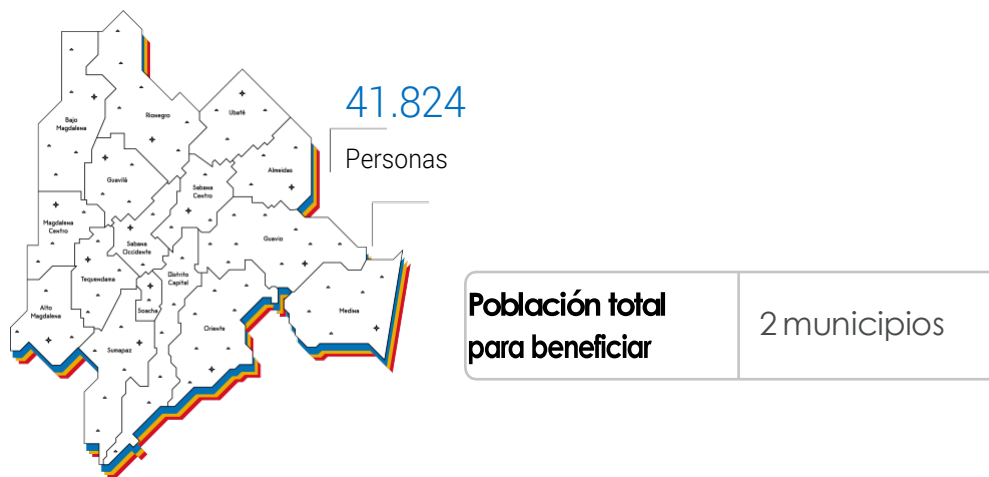 41.824
Personas
Bajo
Magdalena
Rionegro
Ubaté
Almeidas
Gualivá
Sabana
Centro
Magdalena
Centro
Sabana
Occidente
Guavio
Tequendama
Distrito
Capital
Alto
Magdalena
Soacha
Medina
Oriente
Sumapaz
Población total
para beneficiar
2 municipios